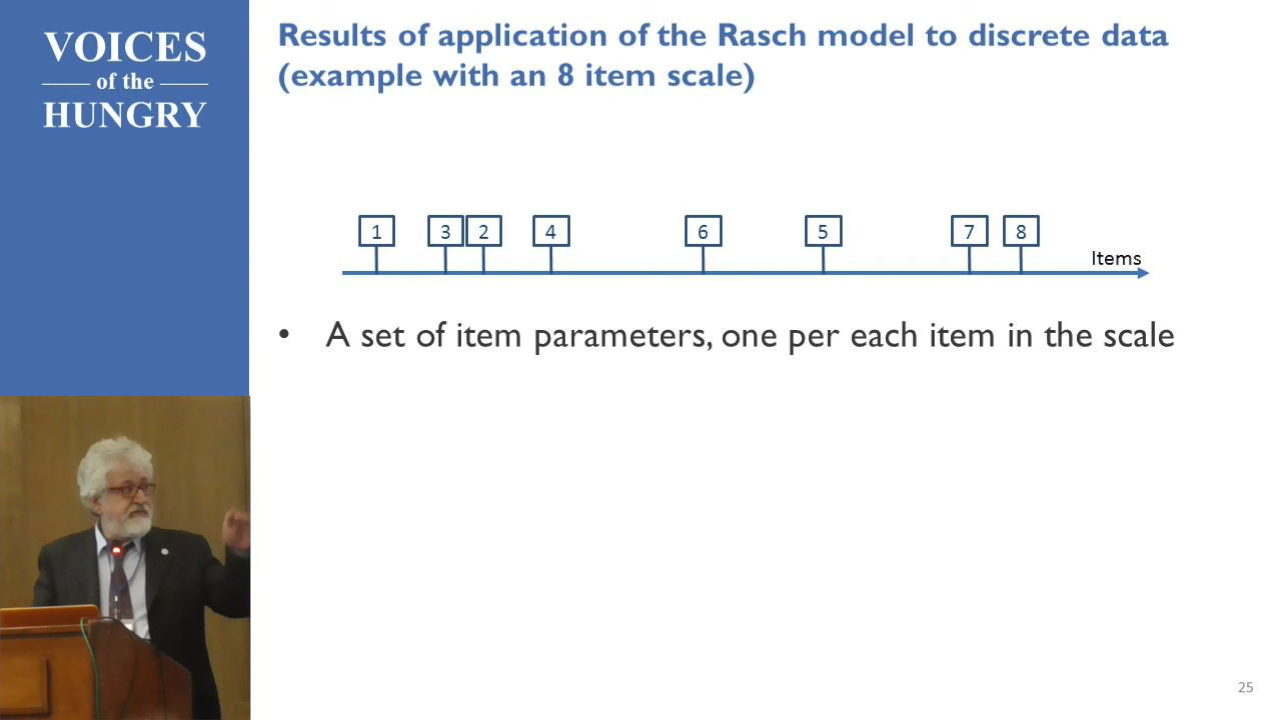 VOICES
of the
HUNGRY
Results of application of the Rasch model to discrete data
(example with an 8 item scale)
1 3 2 4 6 5 7 8
Items
• A set of item parameters, one per each item in the scale
25